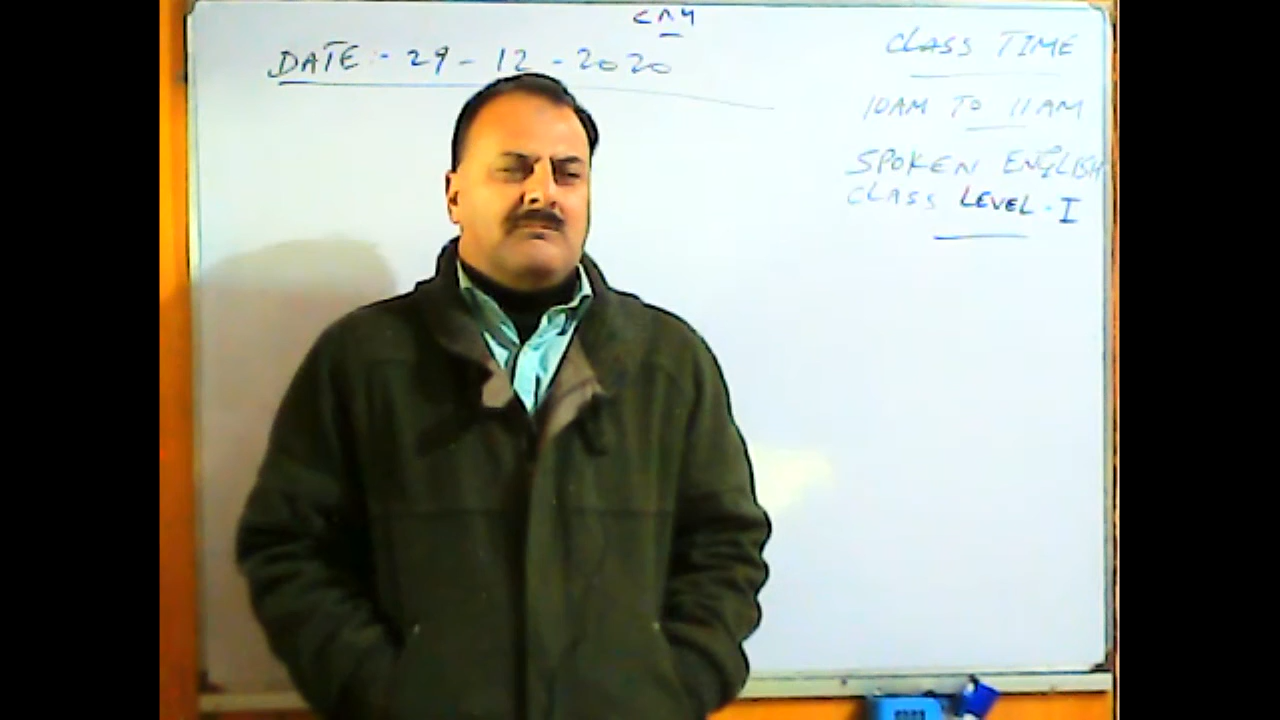 DATE :- 29 - 12 - 2020
CLASS TIME
10AM TO 11AM
SPOKEN ENGLISH
CLASS LEVEL - I